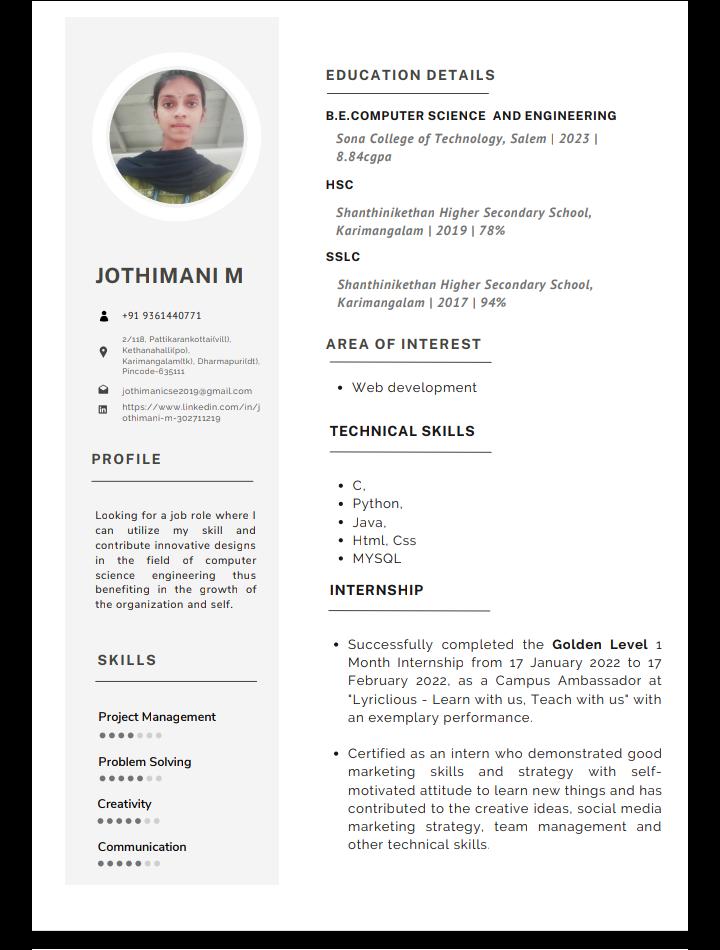 JOTHIMANI M
+91 9361440771
2/118, Pattikarankottai(vill),
Kethanahalli(po),
Karimangalam(tk), Dharmapuri(dt),
Pincode-635111
jothimanicse2019@gmail.com
https://www.linkedin.com/in/j
othimani-m-302711219
PROFILE
Looking for a job role where I
can utilize my skill and
contribute innovative designs
in the field of computer
science engineering thus
benefiting in the growth of
the organization and self.
SKILLS
Project Management
Problem Solving
Creativity
Communication
EDUCATION DETAILS
B.E.COMPUTER SCIENCE AND ENGINEERING
Sona College of Technology, Salem | 2023 |
8.84cgpa
HSC
Shanthinikethan Higher Secondary School,
Karimangalam | 2019 | 78%
SSLC
Shanthinikethan Higher Secondary School,
Karimangalam | 2017 | 94%
AREA OF INTEREST
• Web development
TECHNICAL SKILLS
• C,
• Python,
• Java,
• Html, Css
• MYSQL
INTERNSHIP
• Successfully completed the Golden Level 1
Month Internship from 17 January 2022 to 17
February 2022, as a Campus Ambassador at
"Lyriclious - Learn with us, Teach with us" with
an exemplary performance.
• Certified as an intern who demonstrated good
marketing skills and strategy with self-
motivated attitude to learn new things and has
contributed to the creative ideas, social media
marketing strategy, team management and
other technical skills.